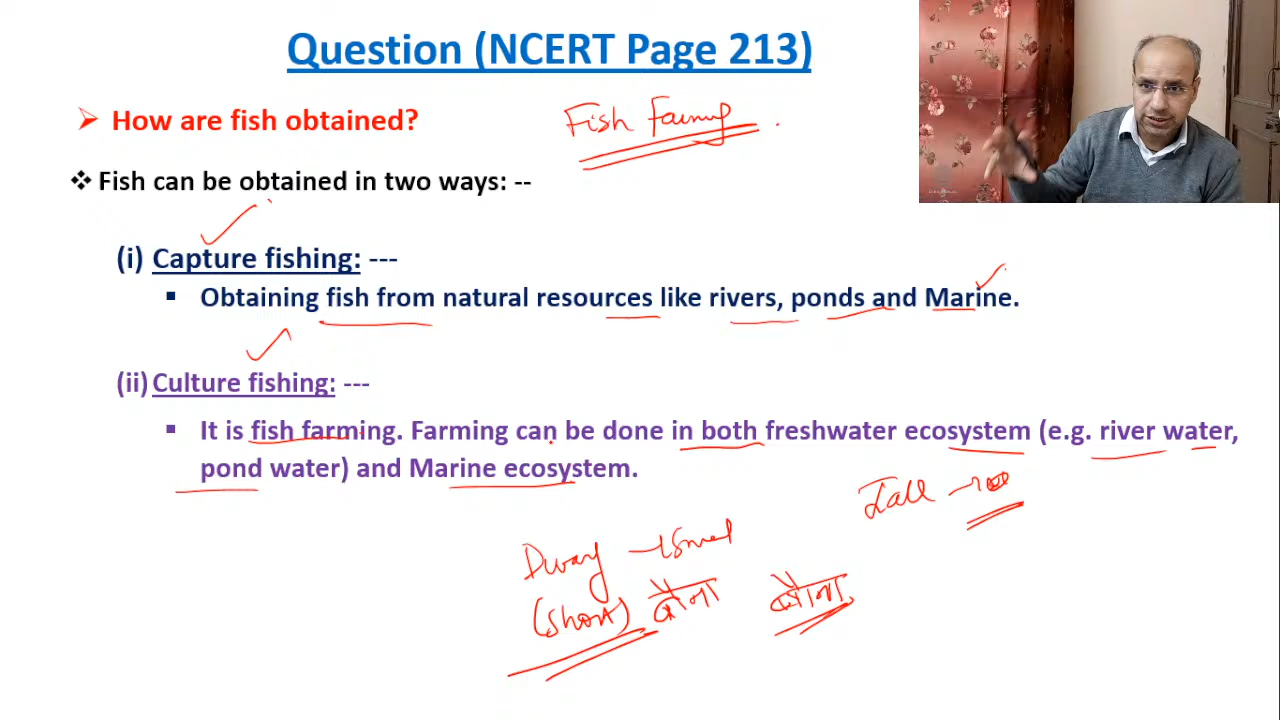 Question (NCERT Page 213)
➢ How are fish obtained?
Fish Farming
❖ Fish can be obtained in two ways: --
(i) Capture fishing: ---
▪ Obtaining fish from natural resources like rivers, ponds and Marine.
(ii) Culture fishing: ---
▪ It is fish farming. Farming can be done in both freshwater ecosystem (e.g. river water,
pond water) and Marine ecosystem.
Tall
Dwarf
(Short) बौना बौना